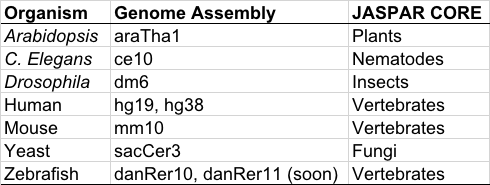 Organism Genome Assembly JASPAR CORE
Arabidopsis araTha1 Plants
C. Elegans ce10 Nematodes
Drosophila dm6 Insects
Human hg19, hg38 Vertebrates
Mouse mm10 Vertebrates
Yeast sacCer3 Fungi
Zebrafish danRer10, danRer11 (soon) Vertebrates